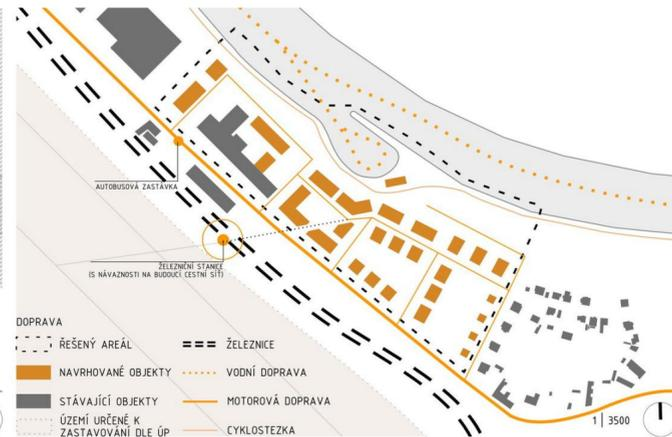 AUTOBUSOVÁ ZASTÁVKA
ŽELEZNIČNÍ STANICE
(S NÁVAZNOSTI NA BUDOUCÍ CESTNÍ SÍŤ)
DOPRAVA
ŘEŠENÝ AREÁL
NAVRHOVANÉ OBJEKTY
STÁVAJÍCÍ OBJEKTY
ÚZEMÍ URČENÉ K
ZASTAVOVÁNÍ DLE ÚP
ŽELEZNICE
VODNÍ DOPRAVA
MOTOROVÁ DOPRAVA
CYKLOSTEZKA
1 | 3500